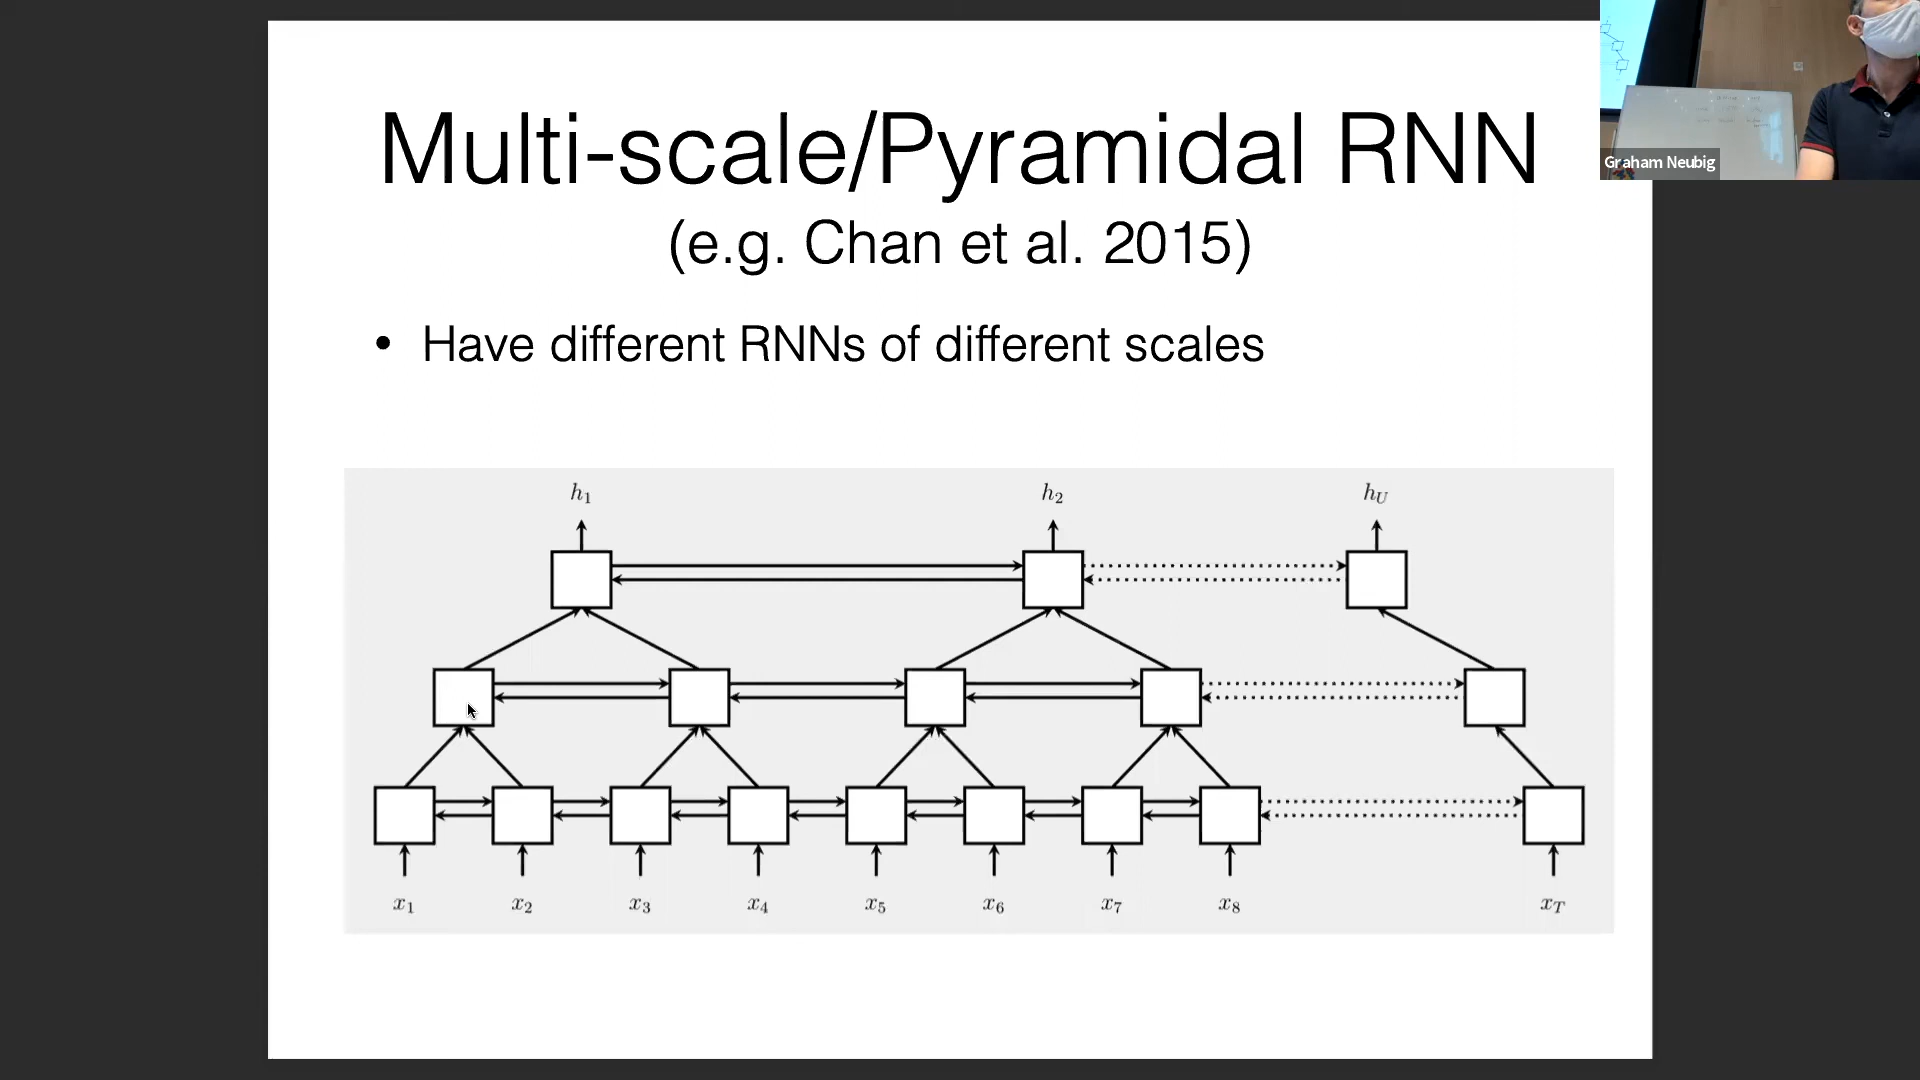 Multi-scale/Pyramidal RNN
(e.g. Chan et al. 2015)
• Have different RNNs of different scales
h1 h2 hU
x1 x2 x3 x4 x5 x6 x7 x8 xT
Graham Neubig